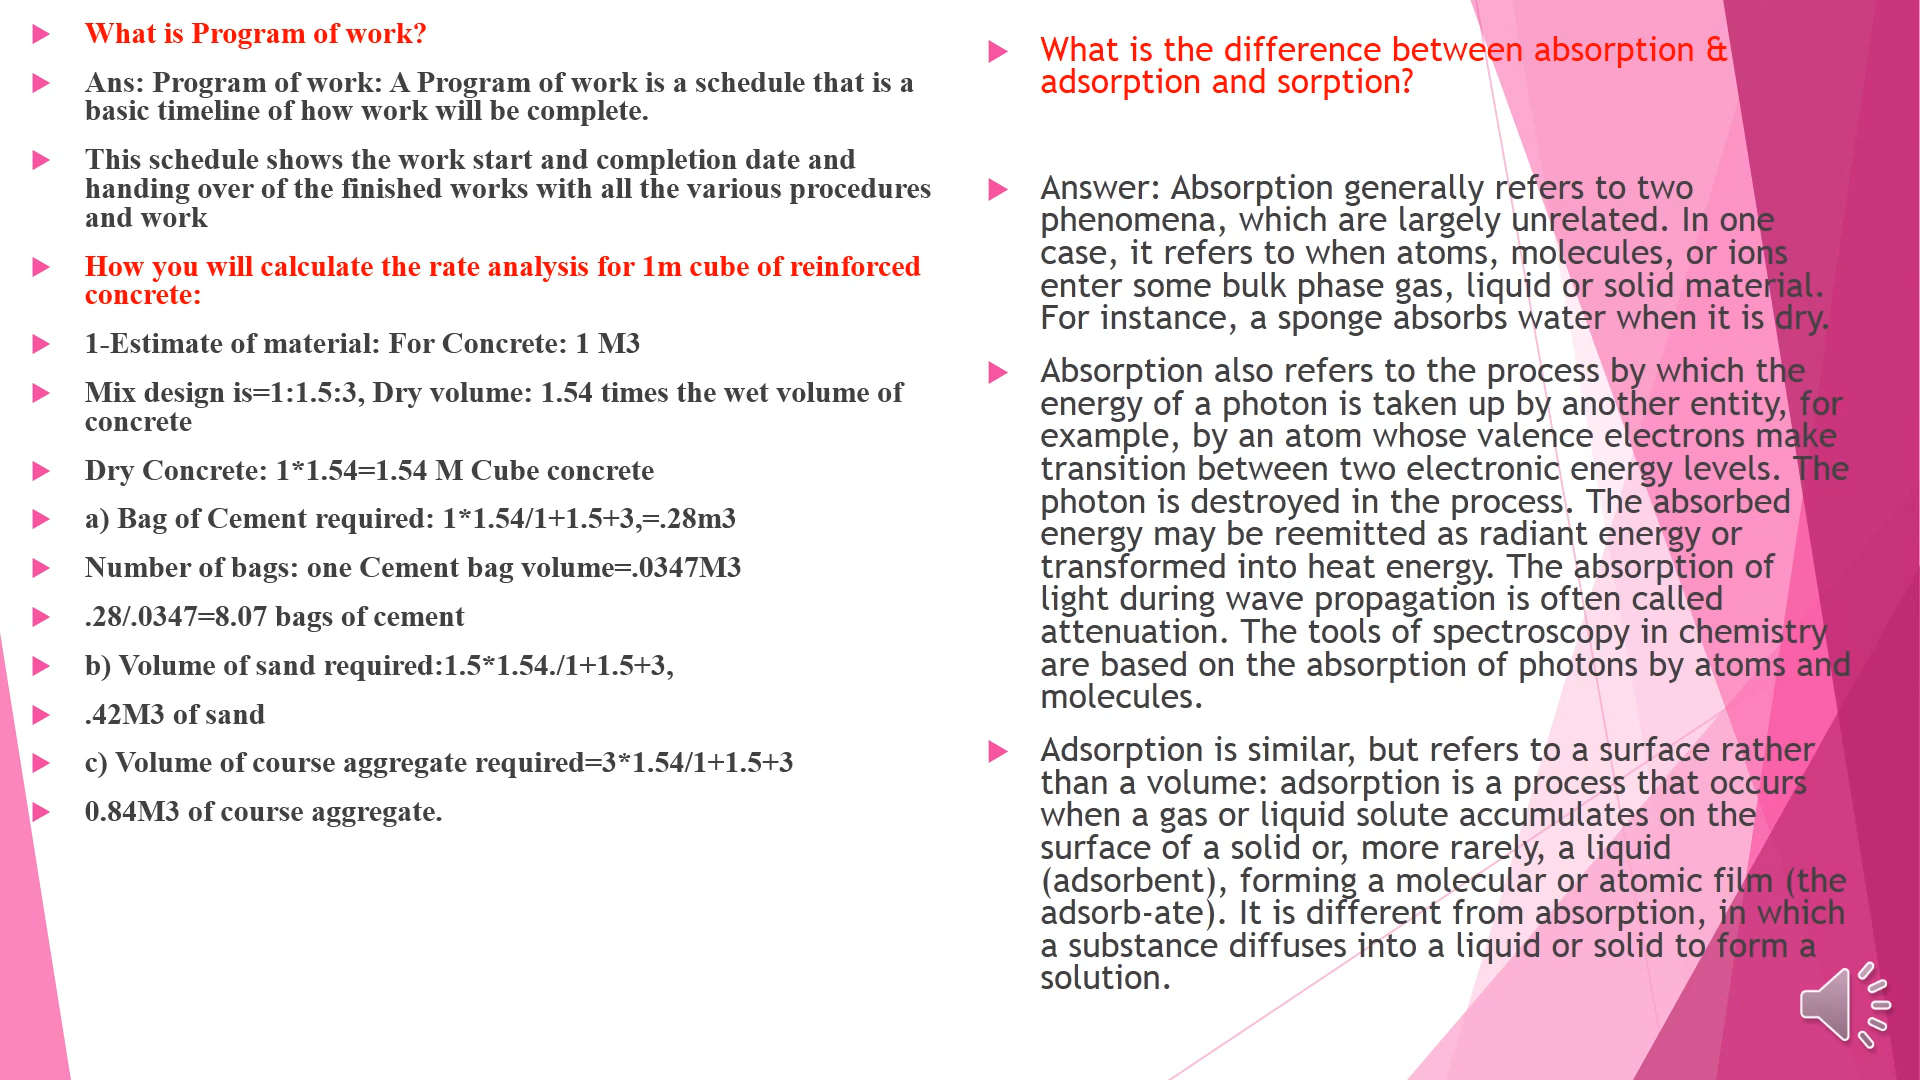 What is Program of work?
Ans: Program of work: A Program of work is a schedule that is a
basic timeline of how work will be complete.
This schedule shows the work start and completion date and
handing over of the finished works with all the various procedures
and work
How you will calculate the rate analysis for 1m cube of reinforced
concrete:
1-Estimate of material: For Concrete: 1 M3
Mix design is=1:1.5:3, Dry volume: 1.54 times the wet volume of
concrete
Dry Concrete: 1*1.54=1.54 M Cube concrete
a) Bag of Cement required: 1*1.54/1+1.5+3,=.28m3
Number of bags: one Cement bag volume=.0347M3
.28/.0347=8.07 bags of cement
b) Volume of sand required:1.5*1.54./1+1.5+3,
.42M3 of sand
c) Volume of course aggregate required=3*1.54/1+1.5+3
0.84M3 of course aggregate.
What is the difference between absorption &
adsorption and sorption?
Answer: Absorption generally refers to two
phenomena, which are largely unrelated. In one
case, it refers to when atoms, molecules, or ions
enter some bulk phase gas, liquid or solid material.
For instance, a sponge absorbs water when it is dry.
Absorption also refers to the process by which the
energy of a photon is taken up by another entity, for
example, by an atom whose valence electrons make
transition between two electronic energy levels. The
photon is destroyed in the process. The absorbed
energy may be reemitted as radiant energy or
transformed into heat energy. The absorption of
light during wave propagation is often called
attenuation. The tools of spectroscopy in chemistry
are based on the absorption of photons by atoms and
molecules.
Adsorption is similar, but refers to a surface rather
than a volume: adsorption is a process that occurs
when a gas or liquid solute accumulates on the
surface of a solid or, more rarely, a liquid
(adsorbent), forming a molecular or atomic film (the
adsorb-ate). It is different from absorption, in which
a substance diffuses into a liquid or solid to form a
solution.